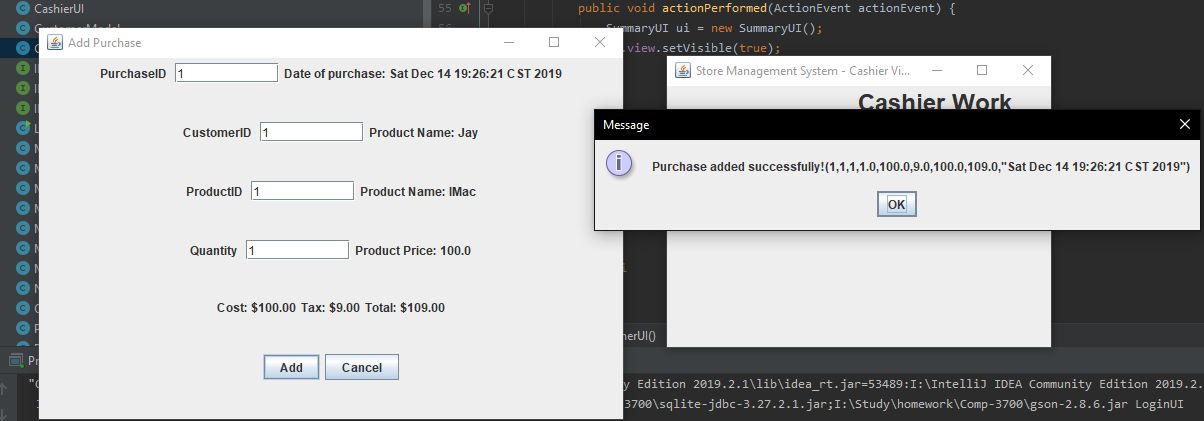 CashierUI
55 public void actionPerformed(ActionEvent actionEvent) {
SummaryUI ui = new SummaryUI();
.view.setVisible(true);
Add Purchase
PurchaseID 1 Date of purchase: Sat Dec 14 19:26:21 CST 2019
CustomerID 1 Product Name: Jay
ProductID 1 Product Name: IMac
Quantity 1 Product Price: 100.0
Cost: $100.00 Tax: $9.00 Total: $109.00
Add Cancel
Store Management System - Cashier Vi...
Cashier Work
Message
Purchase added successfully!(1,1,1,1.0,100.0,9.0,100.0,109.0,"Sat Dec 14 19:26:21 CST 2019")
OK
nerUI()
y Edition 2019.2.1\lib\idea_rt.jar=53489:I:\IntelliJ IDEA Community Edition 2019.2.
3700\sqlite-jdbc-3.27.2.1.jar;I:\Study\homework\Comp-3700\gson-2.8.6.jar LoginUI